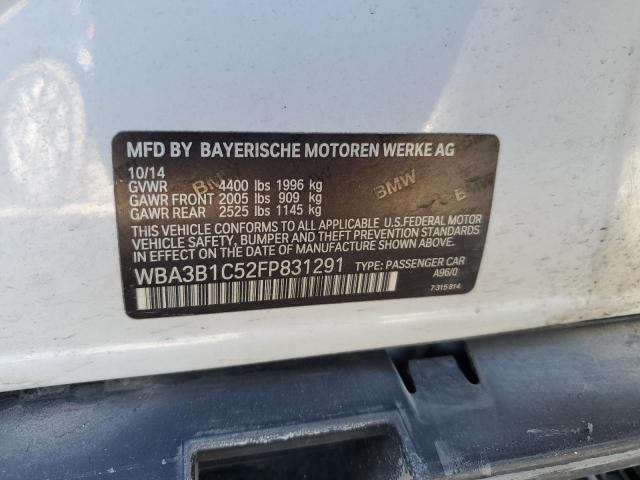 MFD BY BAYERISCHE MOTOREN WERKE AG
10/14
GVWR 4400 lbs 1996 kg
GAWR FRONT 2005 lbs 909 kg
GAWR REAR 2525 lbs 1145 kg
BMW BMW B
THIS VEHICLE CONFORMS TO ALL APPLICABLE U.S.FEDERAL MOTOR
VEHICLE SAFETY, BUMPER AND THEFT PREVENTION STANDARDS
IN EFFECT ON THE DATE OF MANUFACTURE SHOWN ABOVE.
WBA3B1C52FP831291 TYPE: PASSENGER CAR
A96/0
7 315 814